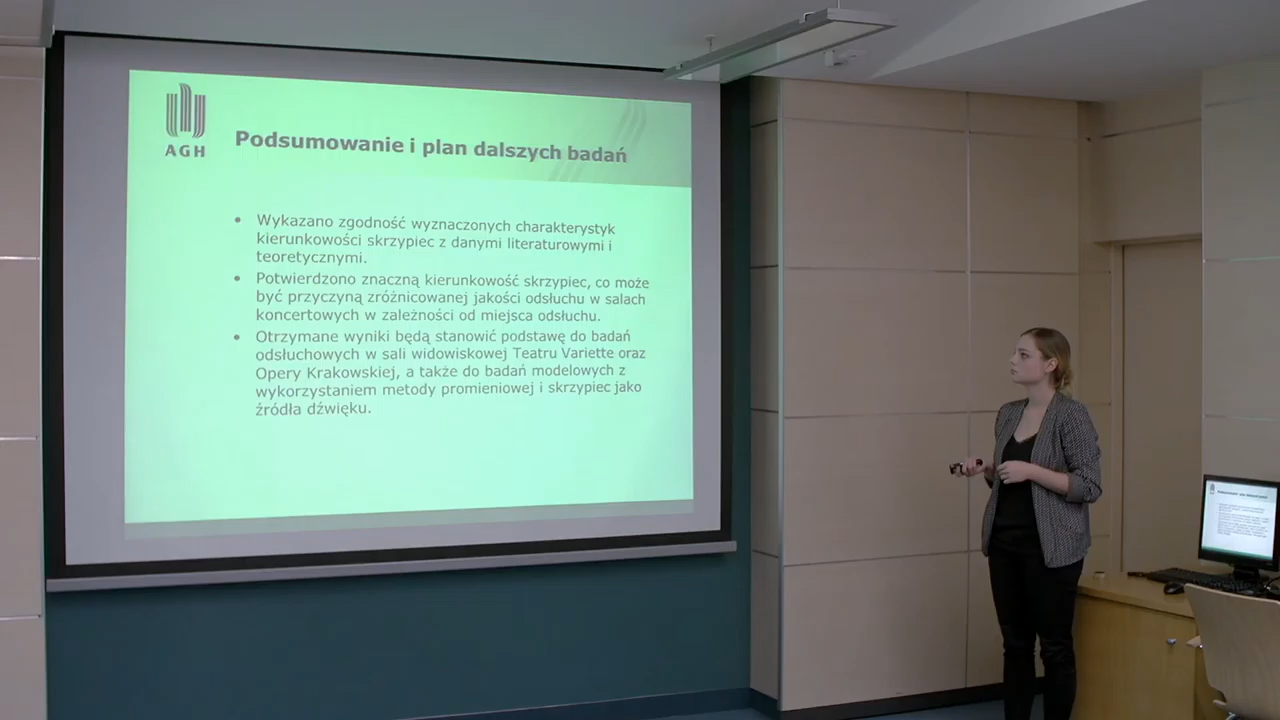 AGH
Podsumowanie i plan dalszych badań
• Wykazano zgodność wyznaczonych charakterystyk
kierunkowości skrzypiec z danymi literaturowymi i
teoretycznymi.
• Potwierdzono znaczną kierunkowość skrzypiec, co może
być przyczyną zróżnicowanej jakości odsłuchu w salach
koncertowych w zależności od miejsca odsłuchu.
• Otrzymane wyniki będą stanowić podstawę do badań
odsłuchowych w sali widowiskowej Teatru Variette oraz
Opery Krakowskiej, a także do badań modelowych z
wykorzystaniem metody promieniowej i skrzypiec jako
źródła dźwięku.